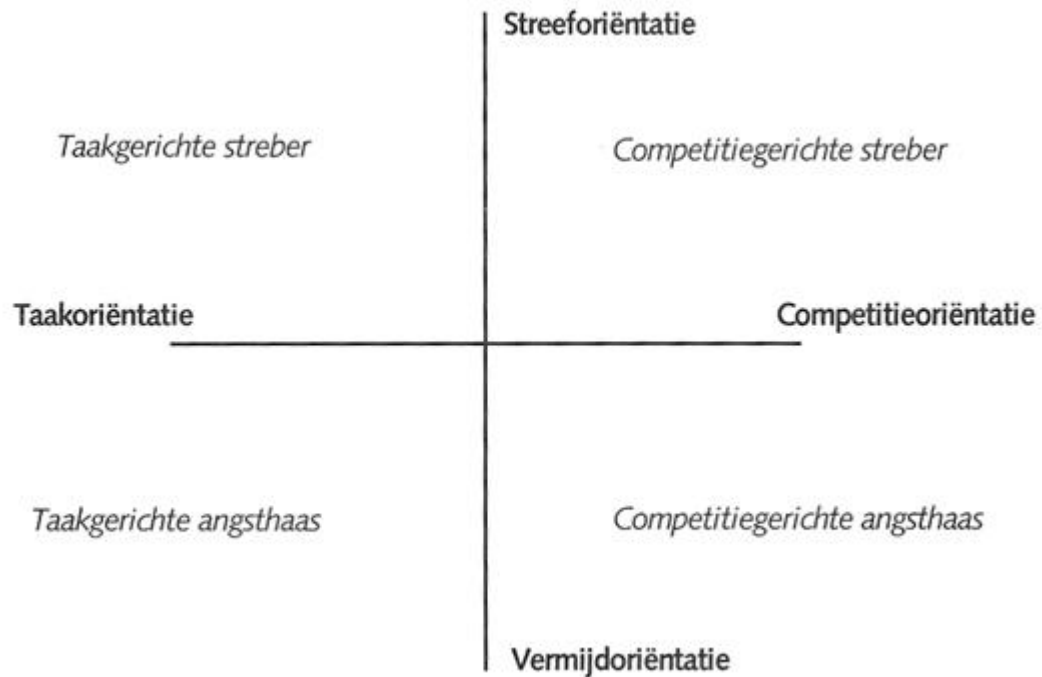 Streeforiëntatie
Taakgerichte streber
Competitiegerichte streber
Taakoriëntatie
Competitieoriëntatie
Taakgerichte angsthaas
Competitiegerichte angsthaas
Vermijdoriëntatie